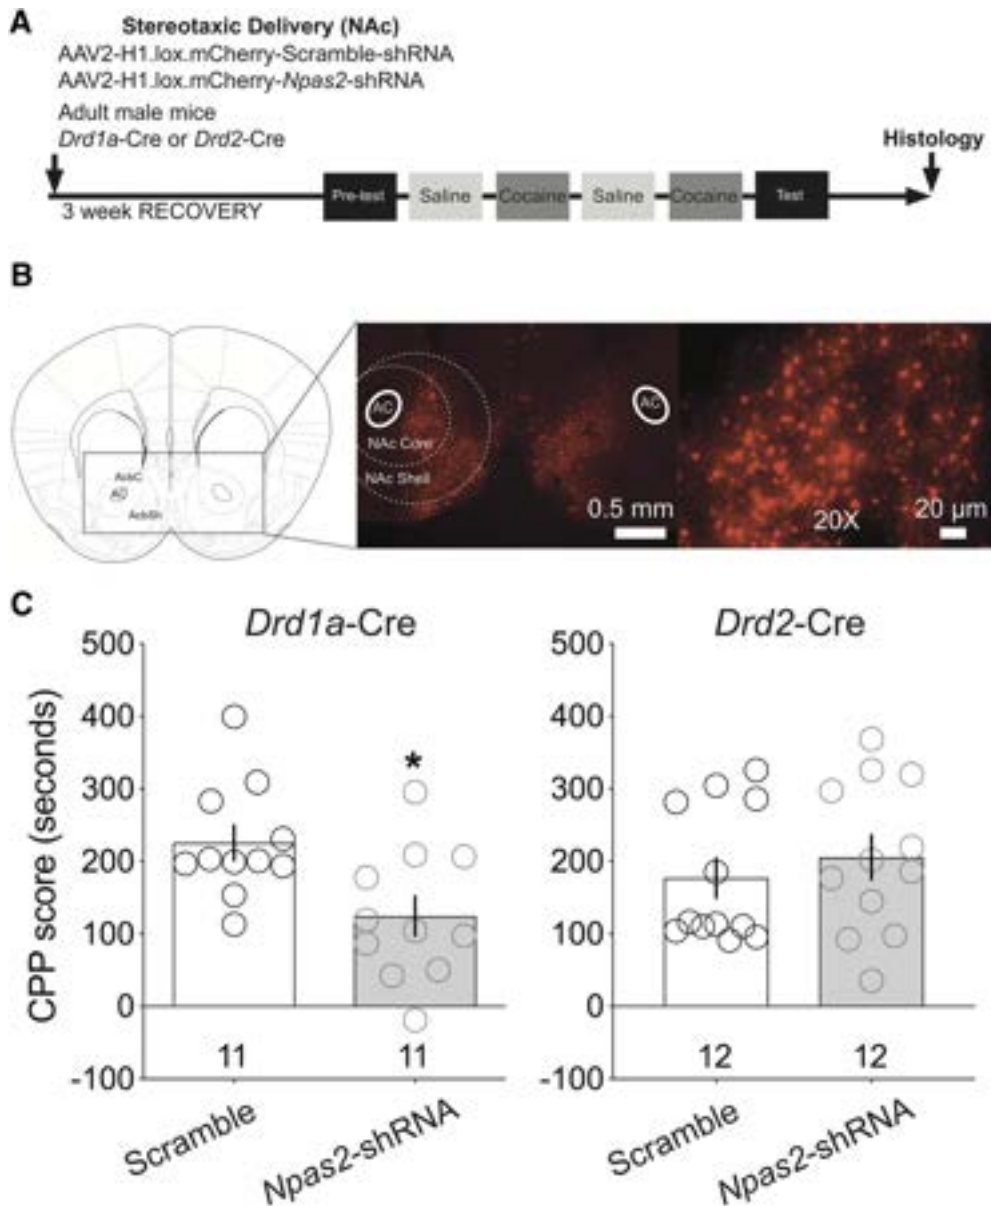 A
Stereotaxic Delivery (NAc)
AAV2-H1.lox.mCherry-Scramble-shRNA
AAV2-H1.lox.mCherry-Npas2-shRNA
Adult male mice
Drd1a-Cre or Drd2-Cre
Histology
Pre-test Saline Cocaine Saline Cocaine Test
3 week RECOVERY
B
AcbC
AC
AcbSh
AC
NAc Core
NAc Shell
0.5 mm
AC
20X
20 µm
C
Drd1a-Cre
Drd2-Cre
CPP score (seconds)
500
400
300
200
100
0
-100
*
11
11
Scramble
Npas2-shRNA
500
400
300
200
100
0
-100
12
12
Scramble
Npas2-shRNA